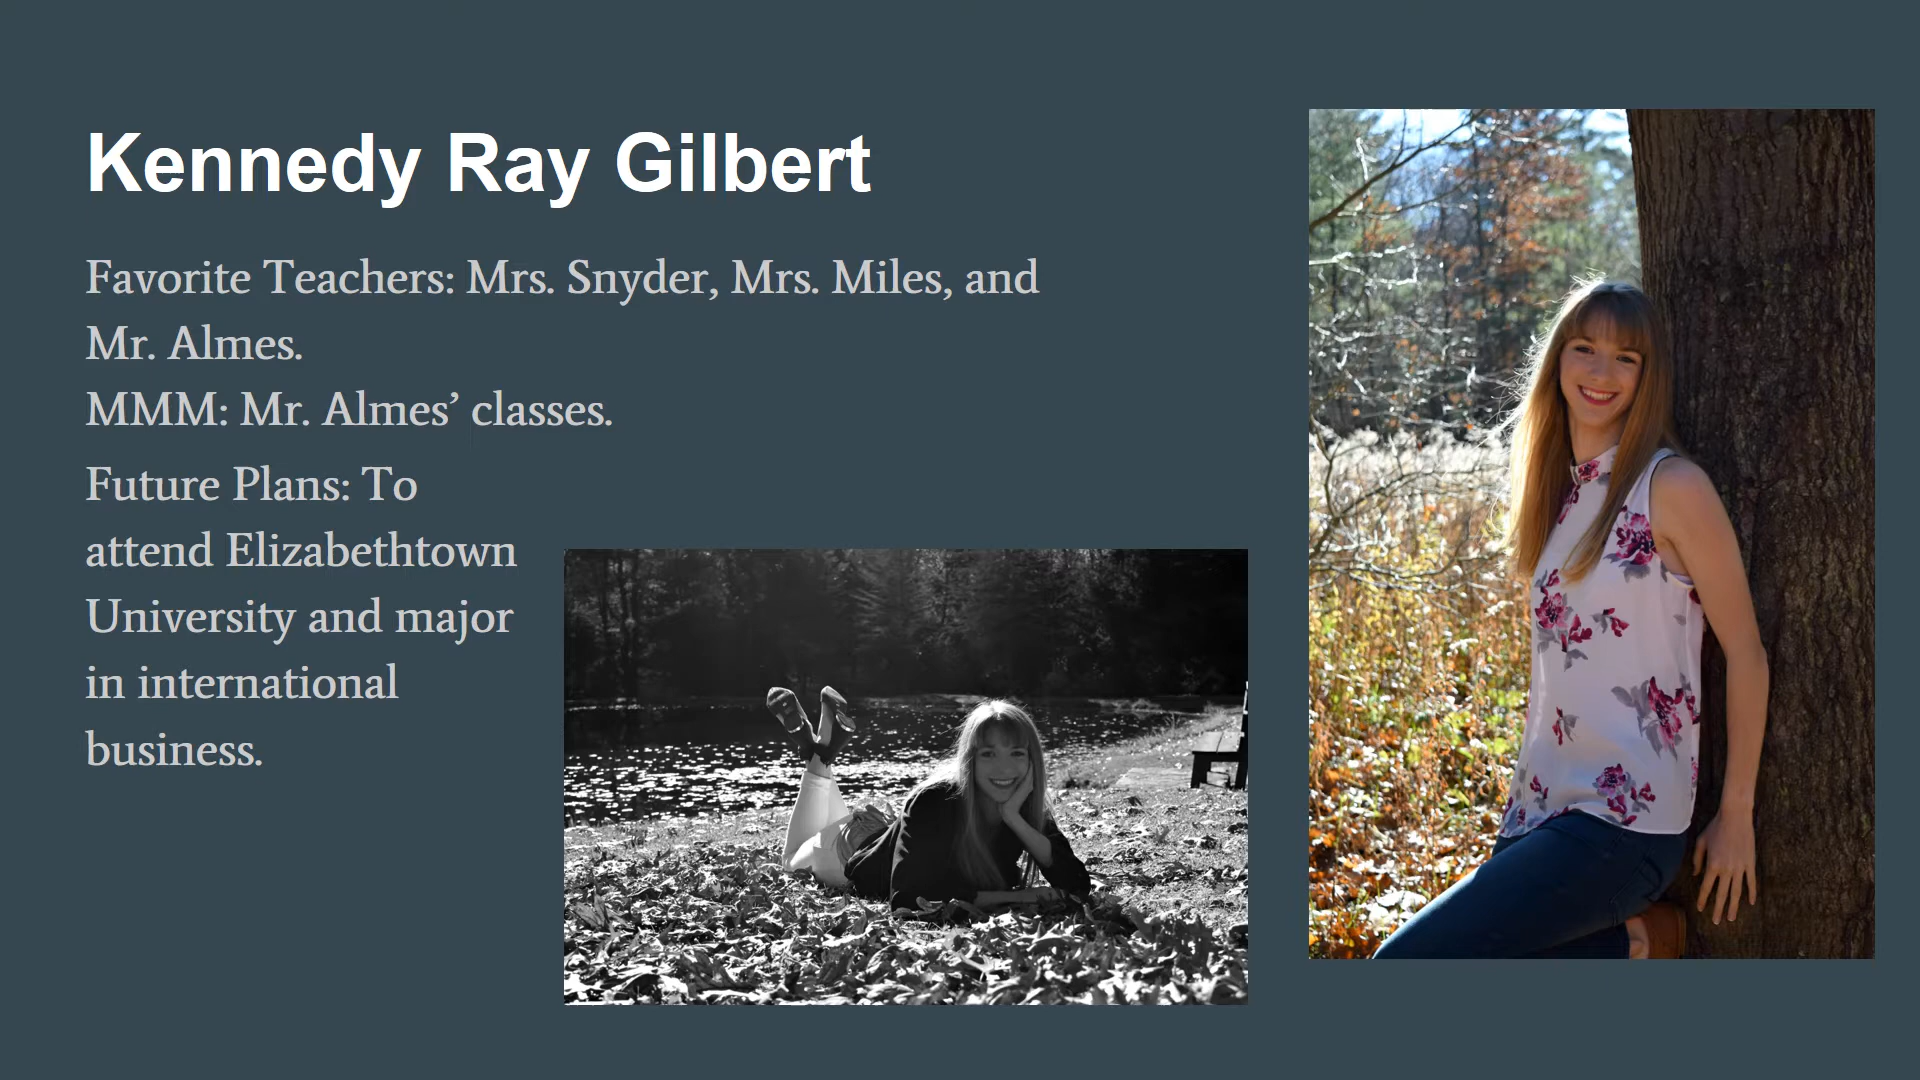 Kennedy Ray Gilbert
Favorite Teachers: Mrs. Snyder, Mrs. Miles, and
Mr. Almes.
MMM: Mr. Almes’ classes.
Future Plans: To
attend Elizabethtown
University and major
in international
business.